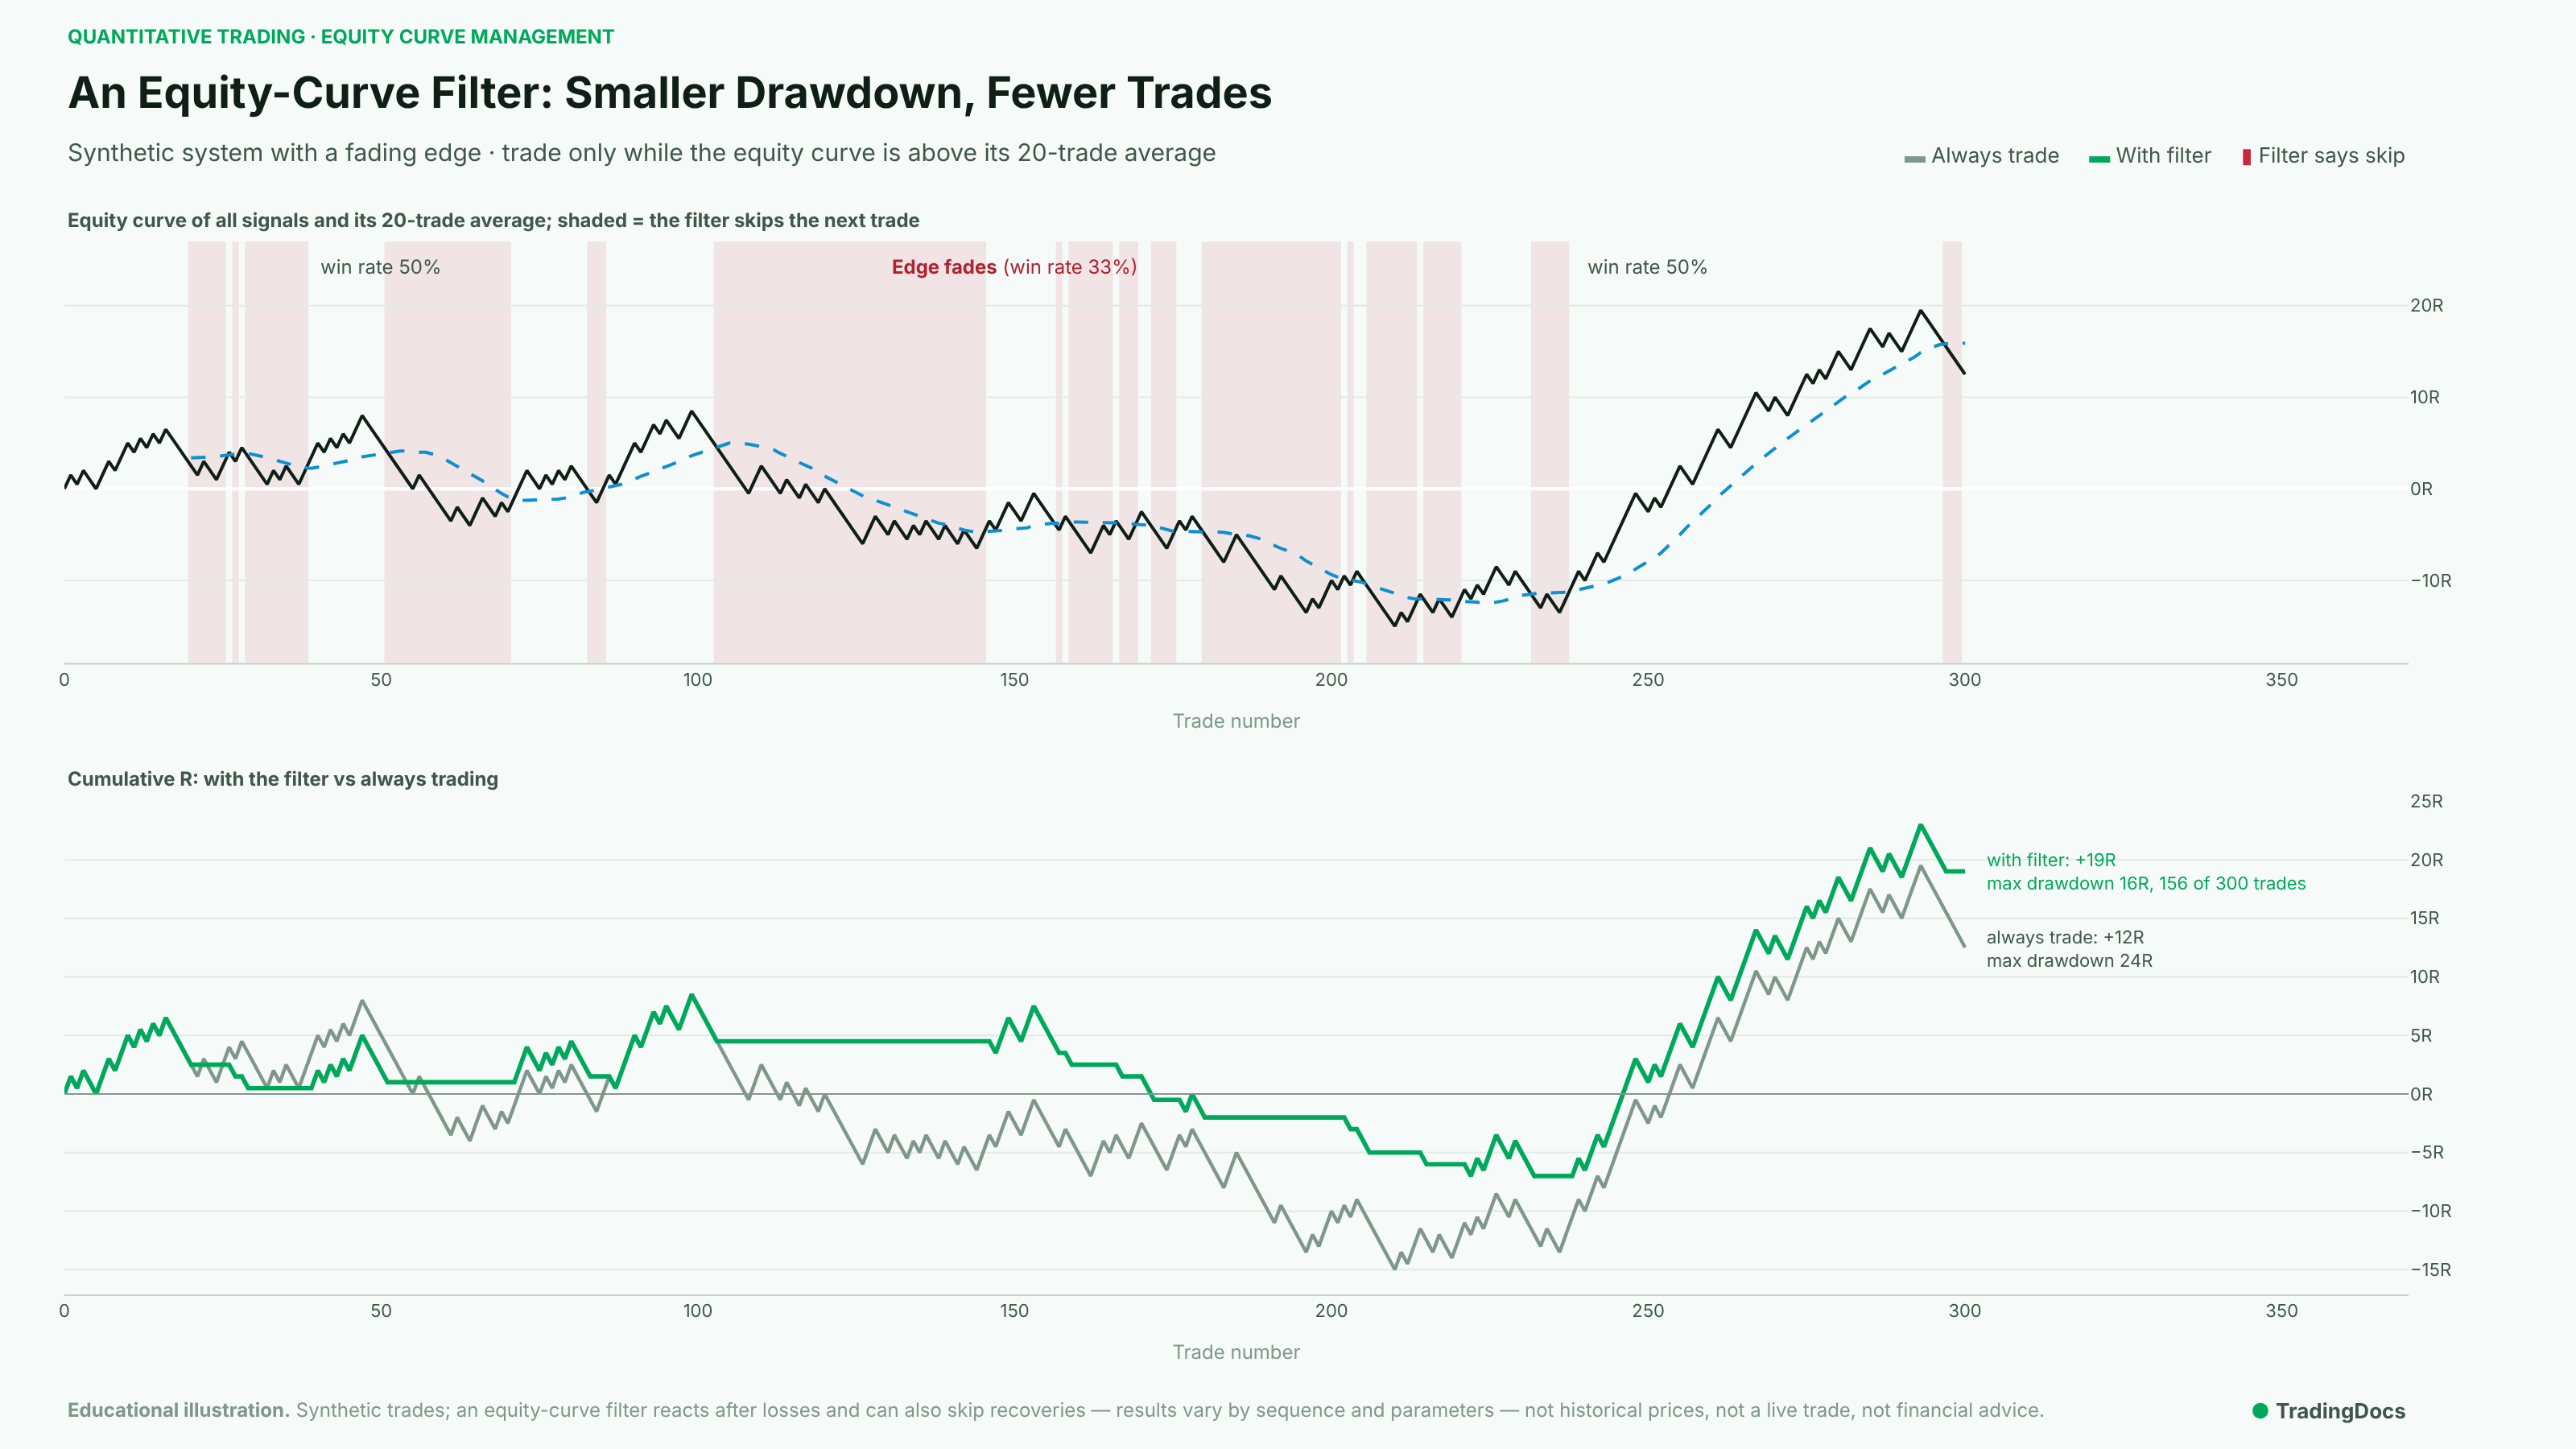 QUANTITATIVE TRADING · EQUITY CURVE MANAGEMENT
An Equity-Curve Filter: Smaller Drawdown, Fewer Trades
Synthetic system with a fading edge · trade only while the equity curve is above its 20-trade average
Always trade
With filter
Filter says skip
Equity curve of all signals and its 20-trade average; shaded = the filter skips the next trade
win rate 50%
Edge fades (win rate 33%)
win rate 50%
20R
10R
0R
−10R
0
50
100
150
200
250
300
350
Trade number
Cumulative R: with the filter vs always trading
25R
20R
15R
10R
5R
0R
−5R
−10R
−15R
with filter: +19R
max drawdown 16R, 156 of 300 trades
always trade: +12R
max drawdown 24R
0
50
100
150
200
250
300
350
Trade number
Educational illustration. Synthetic trades; an equity-curve filter reacts after losses and can also skip recoveries — results vary by sequence and parameters — not historical prices, not a live trade, not financial advice.
TradingDocs